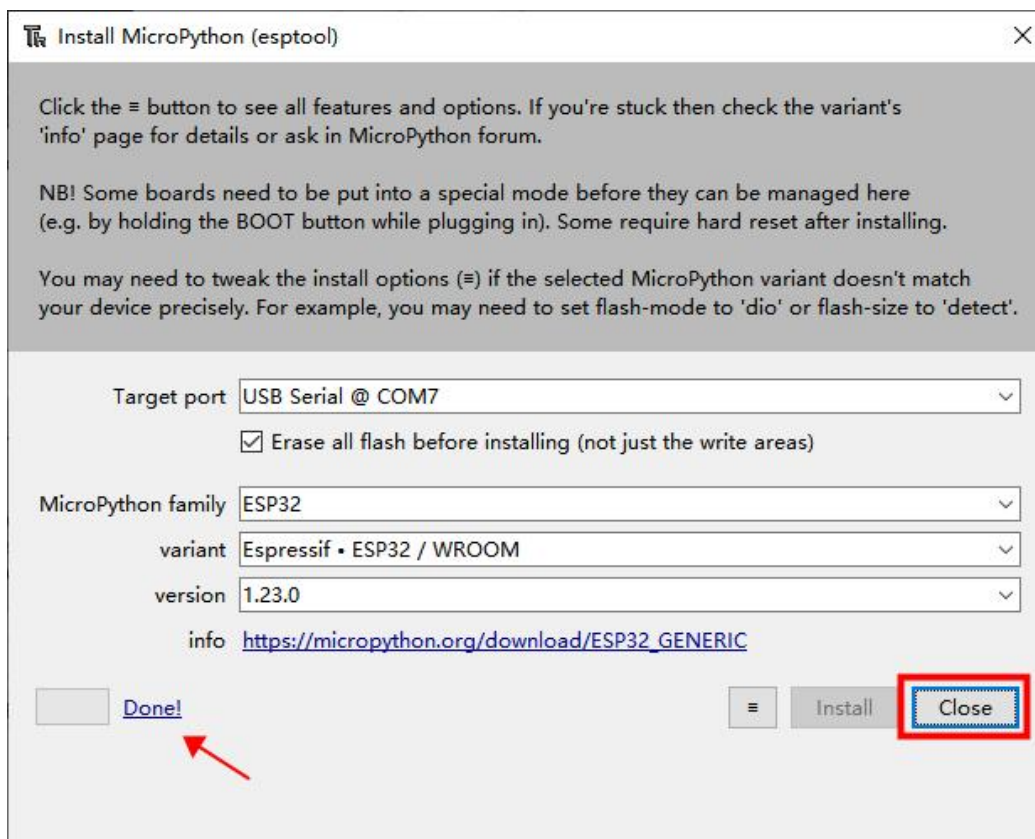 Install MicroPython (esptool)
Click the ≡ button to see all features and options. If you're stuck then check the variant's
'info' page for details or ask in MicroPython forum.
NB! Some boards need to be put into a special mode before they can be managed here
(e.g. by holding the BOOT button while plugging in). Some require hard reset after installing.
You may need to tweak the install options (≡) if the selected MicroPython variant doesn't match
your device precisely. For example, you may need to set flash-mode to 'dio' or flash-size to 'detect'.
Target port USB Serial @ COM7
Erase all flash before installing (not just the write areas)
MicroPython family ESP32
variant Espressif • ESP32 / WROOM
version 1.23.0
info https://micropython.org/download/ESP32_GENERIC
Done! ≡ Install Close